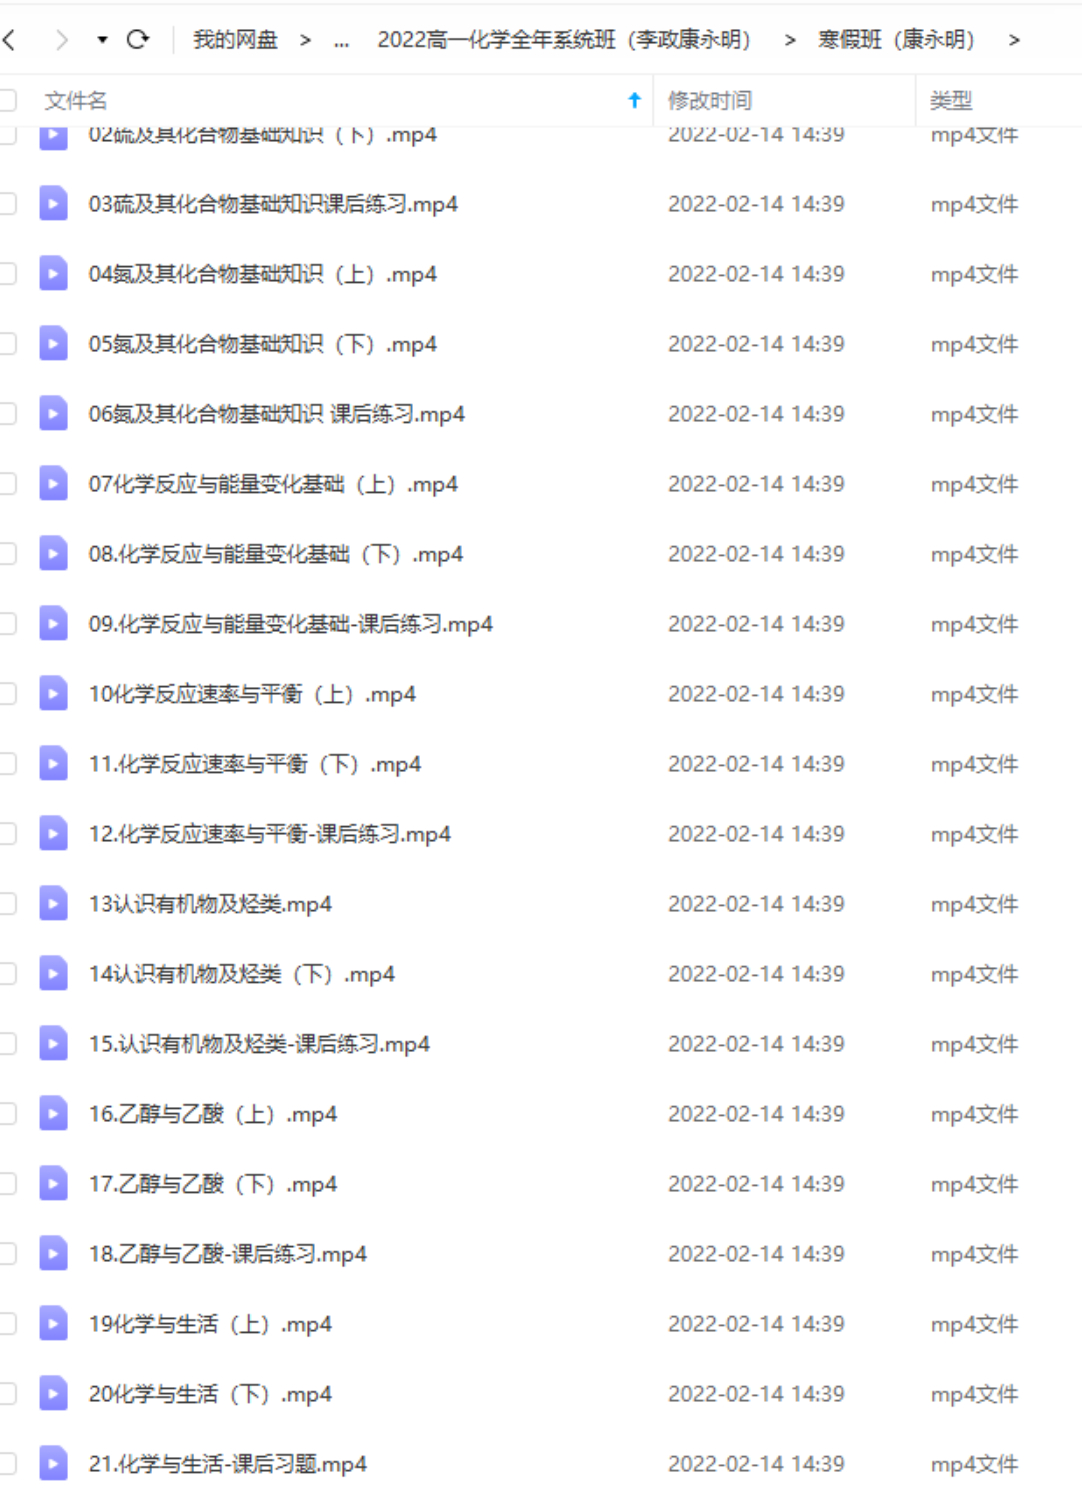 我的网盘 > ... 2022高一化学全年系统班（李政康永明） > 寒假班（康永明） >
文件名 修改时间 类型
02硫及其化合物基础知识（下）.mp4 2022-02-14 14:39 mp4文件
03硫及其化合物基础知识课后练习.mp4 2022-02-14 14:39 mp4文件
04氮及其化合物基础知识（上）.mp4 2022-02-14 14:39 mp4文件
05氮及其化合物基础知识（下）.mp4 2022-02-14 14:39 mp4文件
06氮及其化合物基础知识 课后练习.mp4 2022-02-14 14:39 mp4文件
07化学反应与能量变化基础（上）.mp4 2022-02-14 14:39 mp4文件
08.化学反应与能量变化基础（下）.mp4 2022-02-14 14:39 mp4文件
09.化学反应与能量变化基础-课后练习.mp4 2022-02-14 14:39 mp4文件
10化学反应速率与平衡（上）.mp4 2022-02-14 14:39 mp4文件
11.化学反应速率与平衡（下）.mp4 2022-02-14 14:39 mp4文件
12.化学反应速率与平衡-课后练习.mp4 2022-02-14 14:39 mp4文件
13认识有机物及烃类.mp4 2022-02-14 14:39 mp4文件
14认识有机物及烃类（下）.mp4 2022-02-14 14:39 mp4文件
15.认识有机物及烃类-课后练习.mp4 2022-02-14 14:39 mp4文件
16.乙醇与乙酸（上）.mp4 2022-02-14 14:39 mp4文件
17.乙醇与乙酸（下）.mp4 2022-02-14 14:39 mp4文件
18.乙醇与乙酸-课后练习.mp4 2022-02-14 14:39 mp4文件
19化学与生活（上）.mp4 2022-02-14 14:39 mp4文件
20化学与生活（下）.mp4 2022-02-14 14:39 mp4文件
21.化学与生活-课后习题.mp4 2022-02-14 14:39 mp4文件